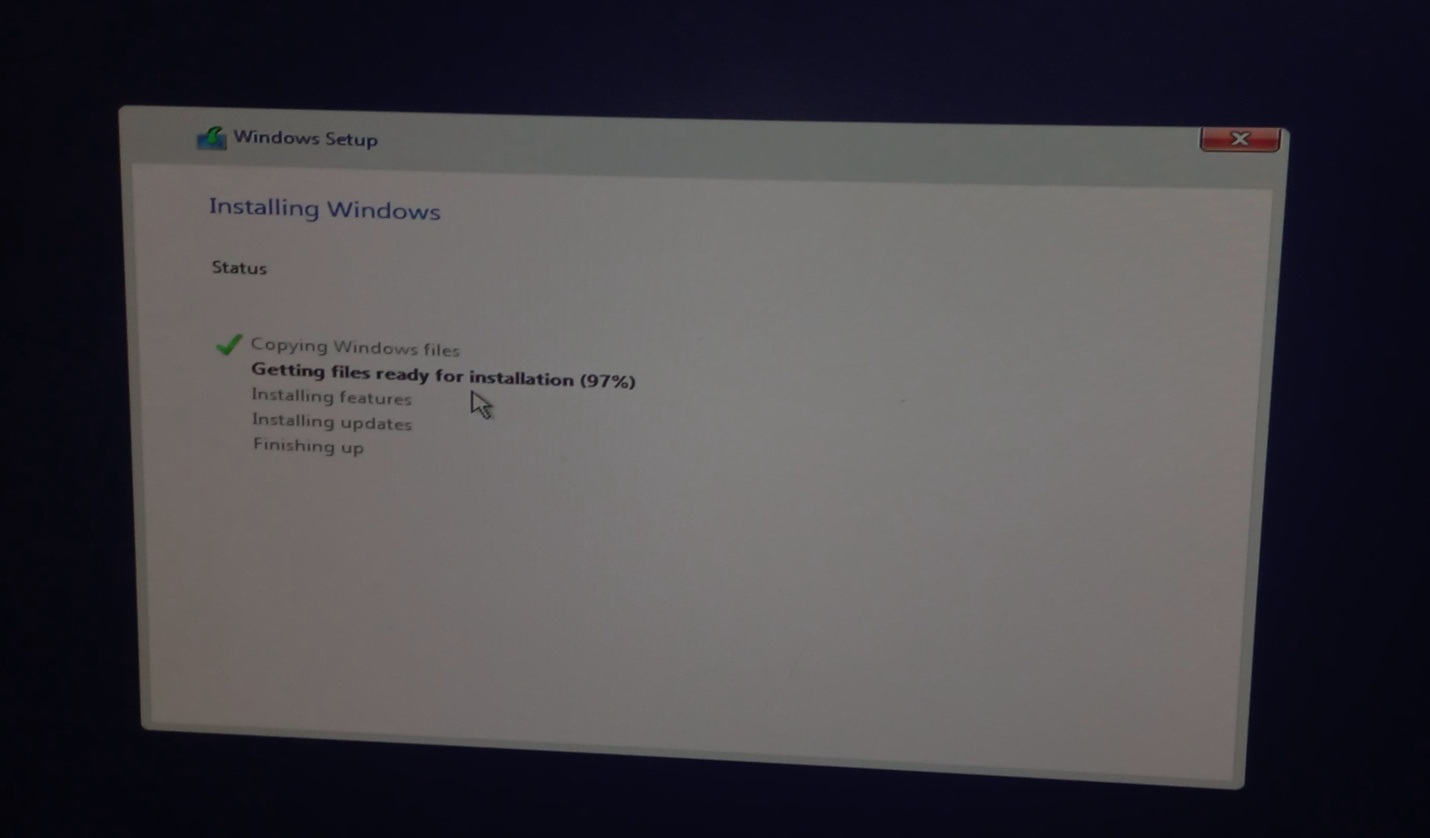 Windows Setup
Installing Windows
Status
Copying Windows files
Getting files ready for installation (97%)
Installing features
Installing updates
Finishing up